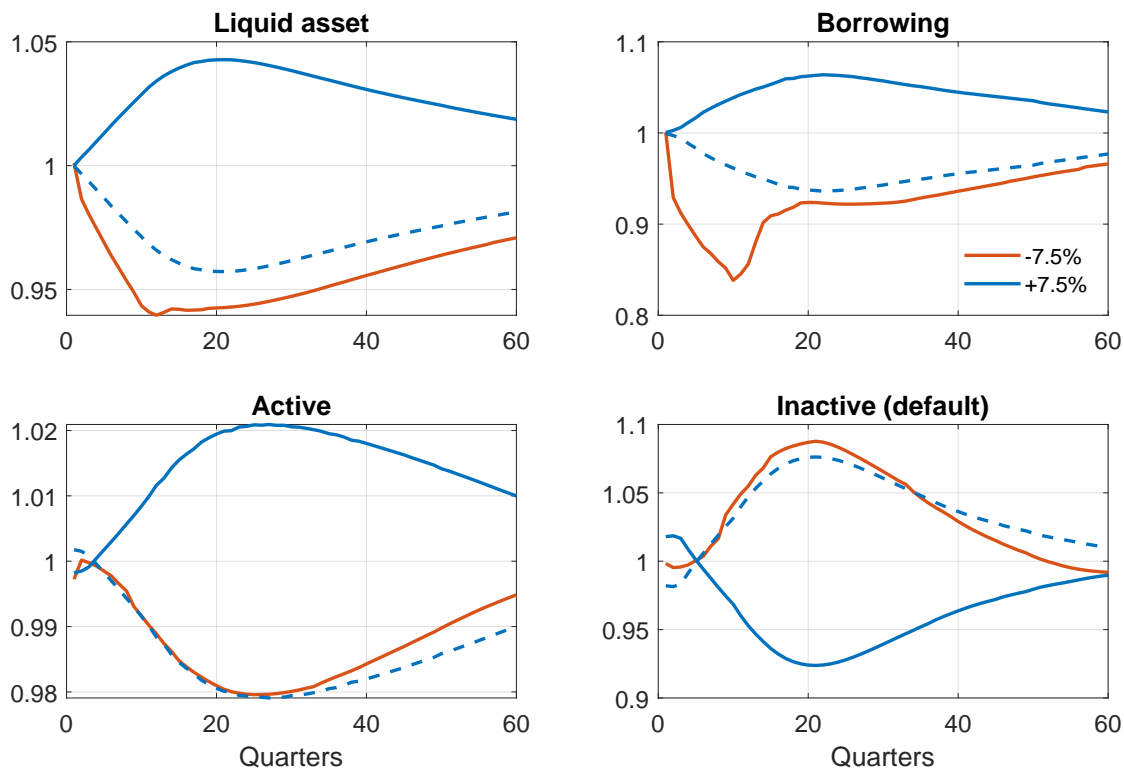 Liquid asset
1.05
1
0.95
0 20 40 60
Borrowing
1.1
1
0.9
0.8
-7.5%
+7.5%
0 20 40 60
Active
1.02
1.01
1
0.99
0.98
0 20 40 60
Quarters
Inactive (default)
1.1
1.05
1
0.95
0.9
0 20 40 60
Quarters